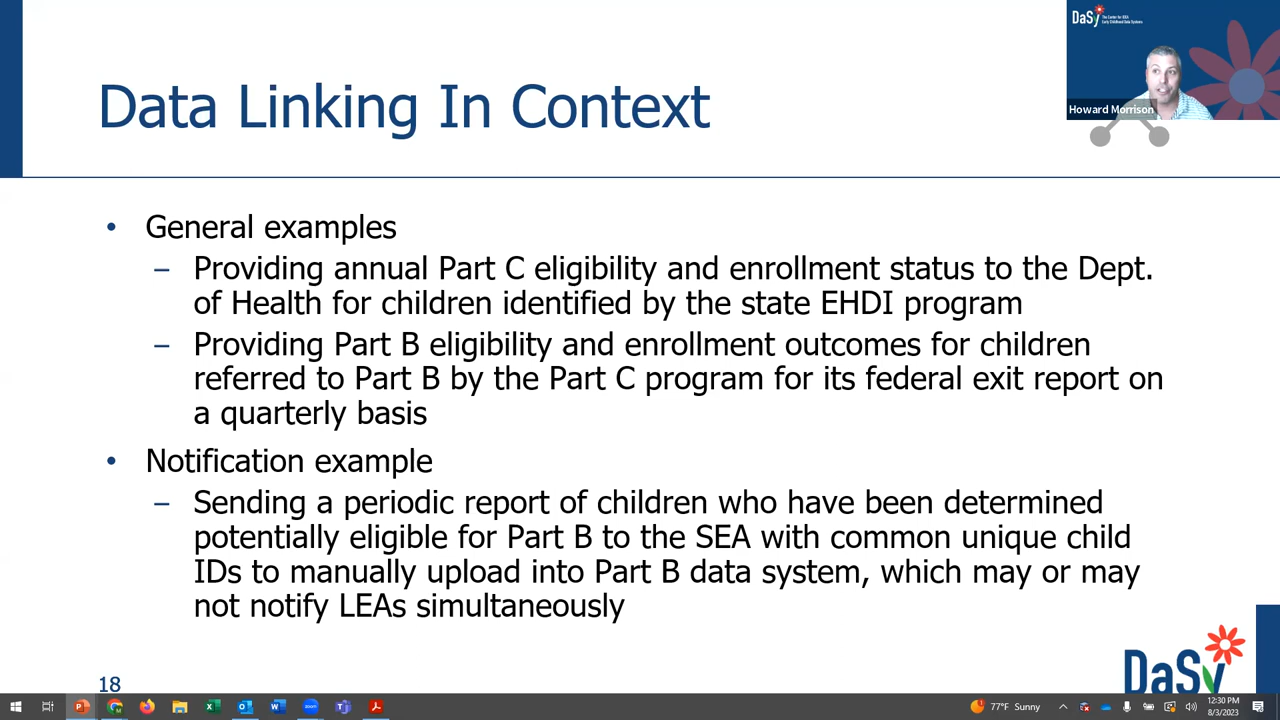 Data Linking In Context
DaSy The Center for IDEA
Early Childhood Data Systems
Howard Morrison
• General examples
– Providing annual Part C eligibility and enrollment status to the Dept.
of Health for children identified by the state EHDI program
– Providing Part B eligibility and enrollment outcomes for children
referred to Part B by the Part C program for its federal exit report on
a quarterly basis
• Notification example
– Sending a periodic report of children who have been determined
potentially eligible for Part B to the SEA with common unique child
IDs to manually upload into Part B data system, which may or may
not notify LEAs simultaneously
18
DaSy
77°F Sunny
12:30 PM
8/3/2023